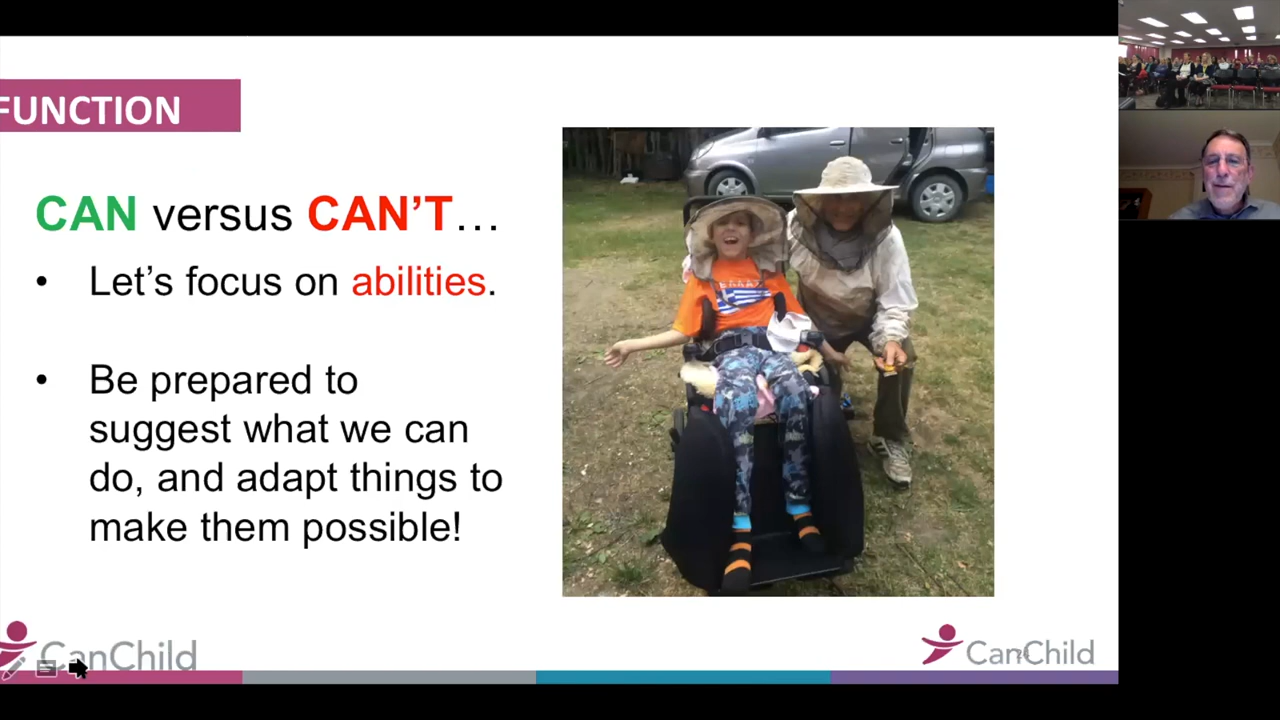 FUNCTION
CAN versus CAN'T…
• Let's focus on abilities.
• Be prepared to
suggest what we can
do, and adapt things to
make them possible!
CanChild
CanChild